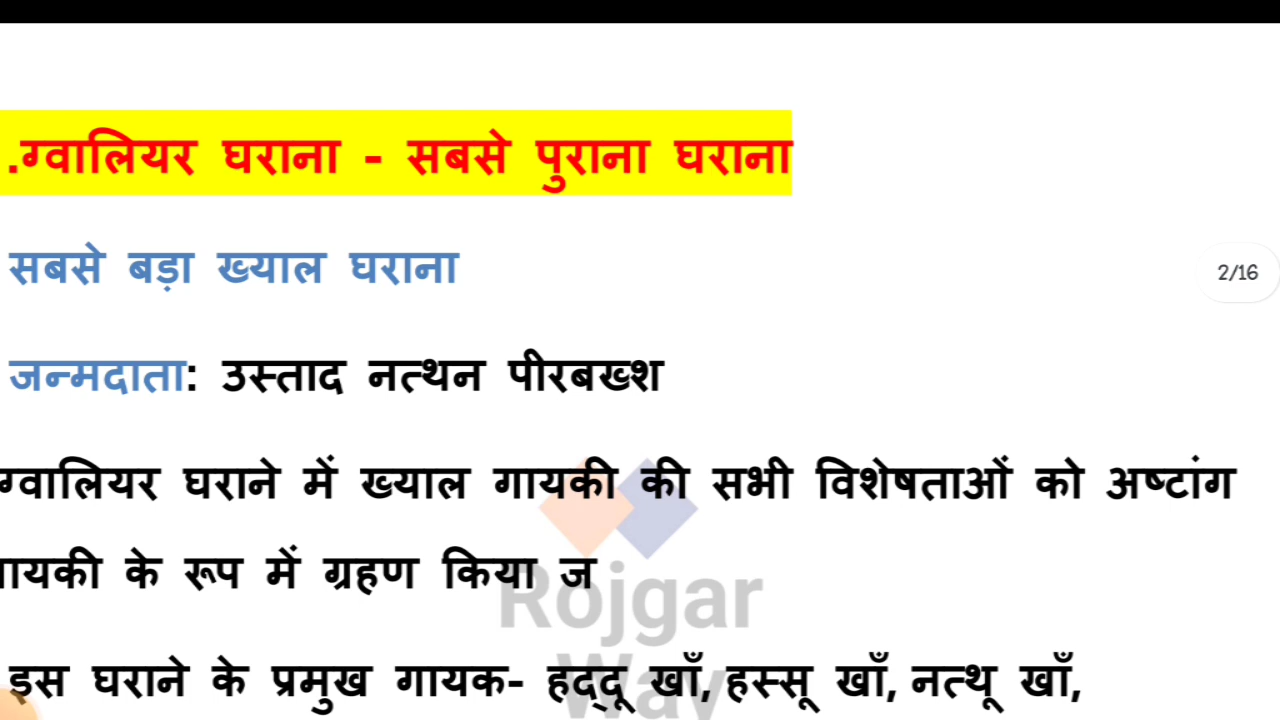 .ग्वालियर घराना - सबसे पुराना घराना
सबसे बड़ा ख्याल घराना
2/16
जन्मदाता: उस्ताद नत्थन पीरबख्श
ग्वालियर घराने में ख्याल गायकी की सभी विशेषताओं को अष्टांग
गायकी के रूप में ग्रहण किया ज
Rojgar
Way
इस घराने के प्रमुख गायक- हद्दू खाँ, हस्सू खाँ, नत्थू खाँ,